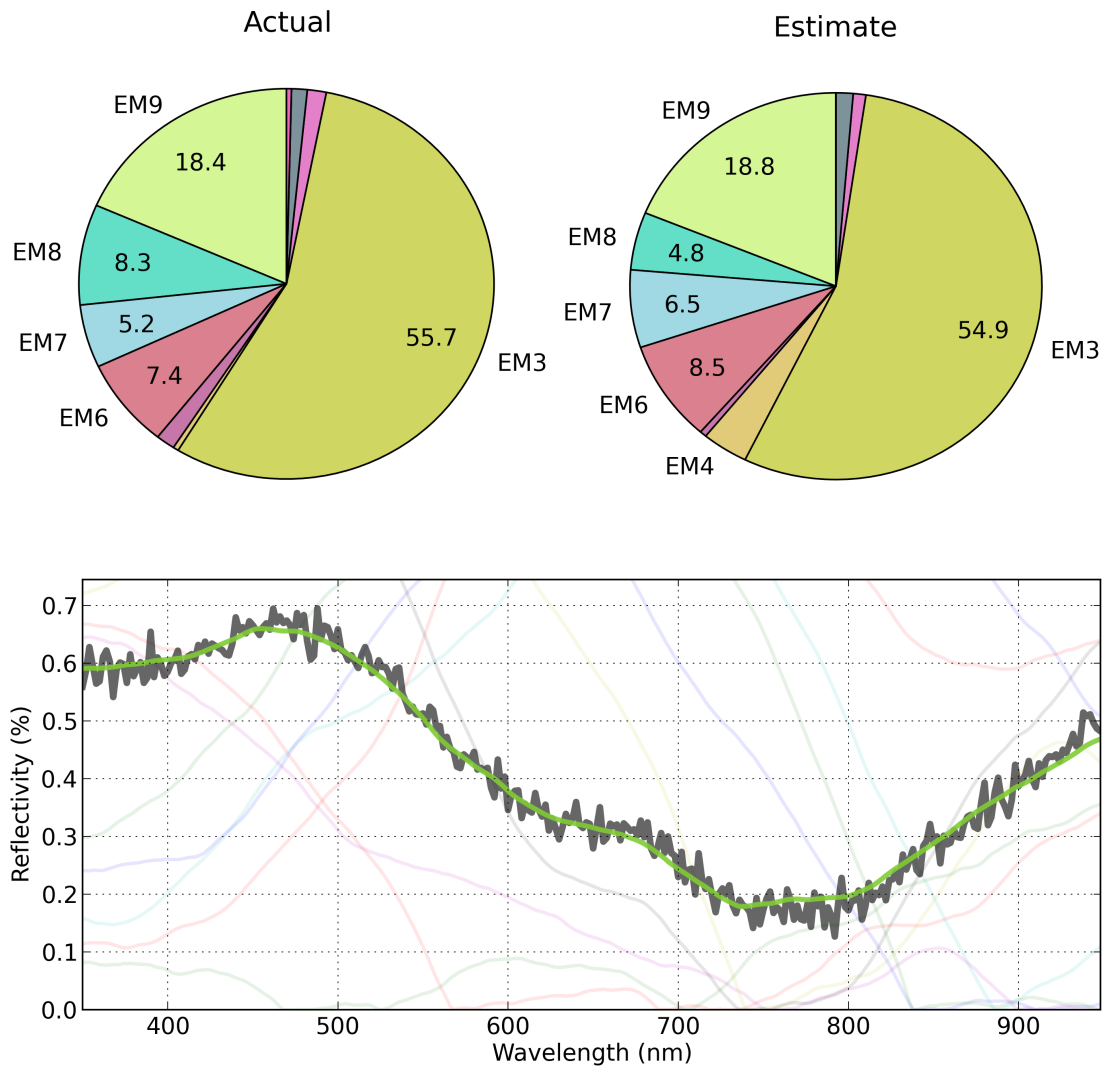 Actual
EM9
18.4
EM8
8.3
EM7
5.2
EM6
7.4
55.7
EM3
Estimate
EM9
18.8
EM8
4.8
EM7
6.5
EM6
8.5
EM4
54.9
EM3
Reflectivity (%)
0.7
0.6
0.5
0.4
0.3
0.2
0.1
0.0
400 500 600 700 800 900
Wavelength (nm)